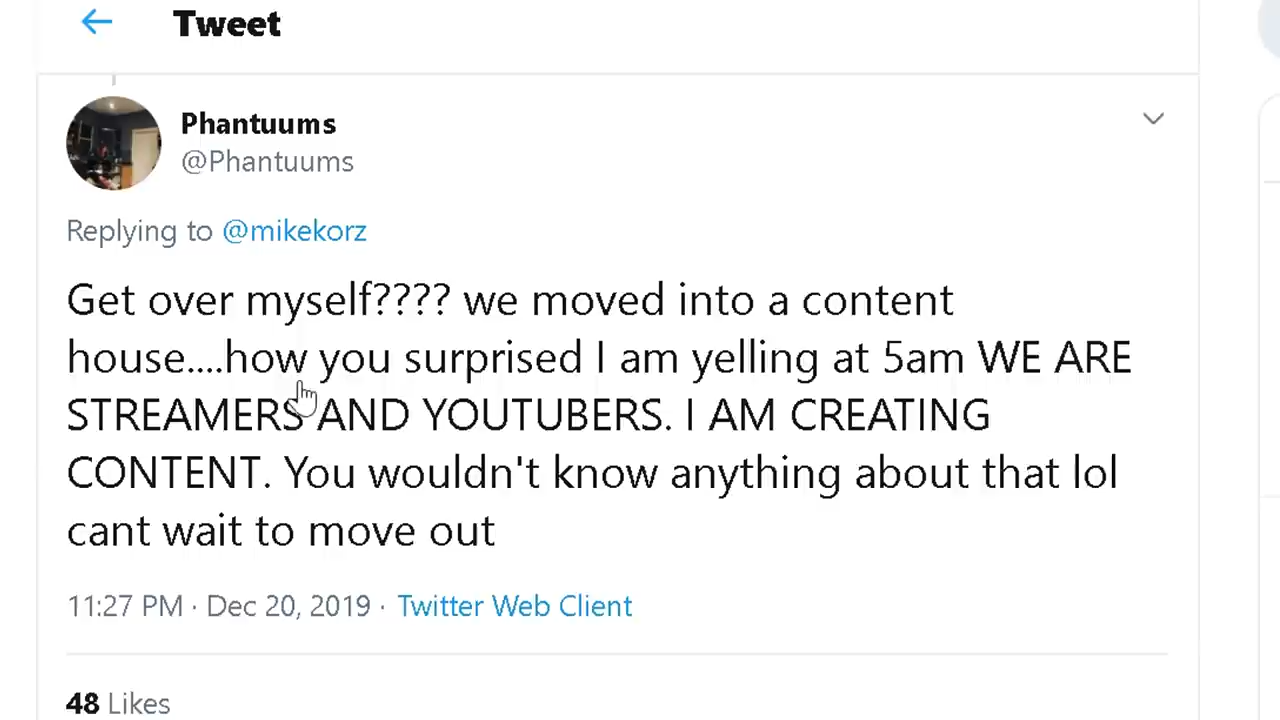 Tweet
Phantuums
@Phantuums
Replying to @mikekorz
Get over myself???? we moved into a content
house....how you surprised I am yelling at 5am WE ARE
STREAMERS AND YOUTUBERS. I AM CREATING
CONTENT. You wouldn't know anything about that lol
cant wait to move out
11:27 PM · Dec 20, 2019 · Twitter Web Client
48 Likes